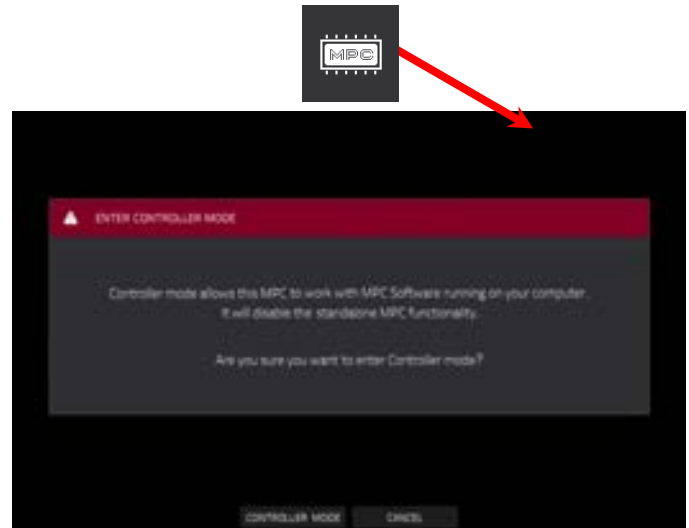 MPC
ENTER CONTROLLER MODE
Controller mode allows this MPC to work with MPC Software running on your computer.
It will disable the standalone MPC functionality.
Are you sure you want to enter Controller mode?
CONTROLLER MODE
CANCEL